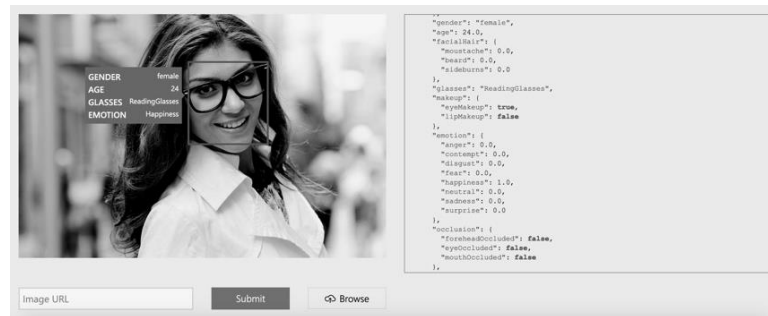 GENDER female
AGE 24
GLASSES ReadingGlasses
EMOTION Happiness
Image URL
Submit
Browse
"gender": "female",
"age": 24.0,
"facialHair": {
"moustache": 0.0,
"beard": 0.0,
"sideburns": 0.0
},
"glasses": "ReadingGlasses",
"makeup": {
"eyeMakeup": true,
"lipMakeup": false
},
"emotion": {
"anger": 0.0,
"contempt": 0.0,
"disgust": 0.0,
"fear": 0.0,
"happiness": 1.0,
"neutral": 0.0,
"sadness": 0.0,
"surprise": 0.0
},
"occlusion": {
"foreheadOccluded": false,
"eyeOccluded": false,
"mouthOccluded": false
},